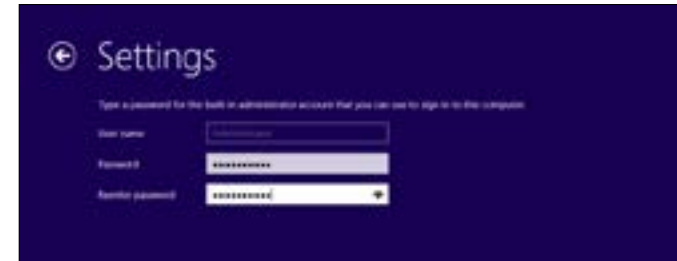 Settings
Type a password for the built-in administrator account that you can use to sign in to this computer.
User name
Administrator
Password
••••••••••
Reenter password
••••••••••